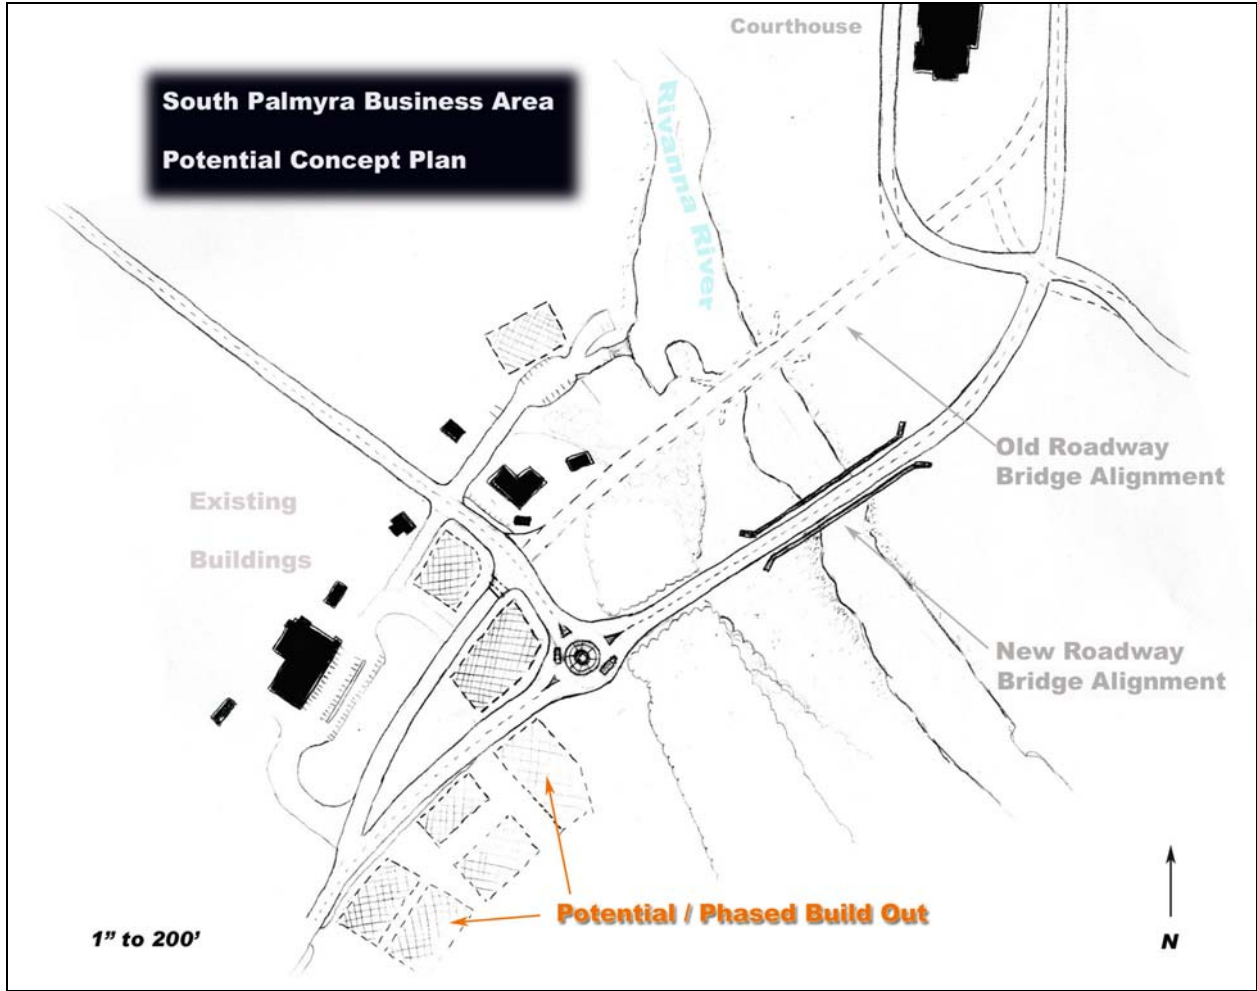 Courthouse
South Palmyra Business Area
Potential Concept Plan
Rivanna River
Old Roadway
Bridge Alignment
Existing
Buildings
New Roadway
Bridge Alignment
Potential / Phased Build Out
1" to 200'
N